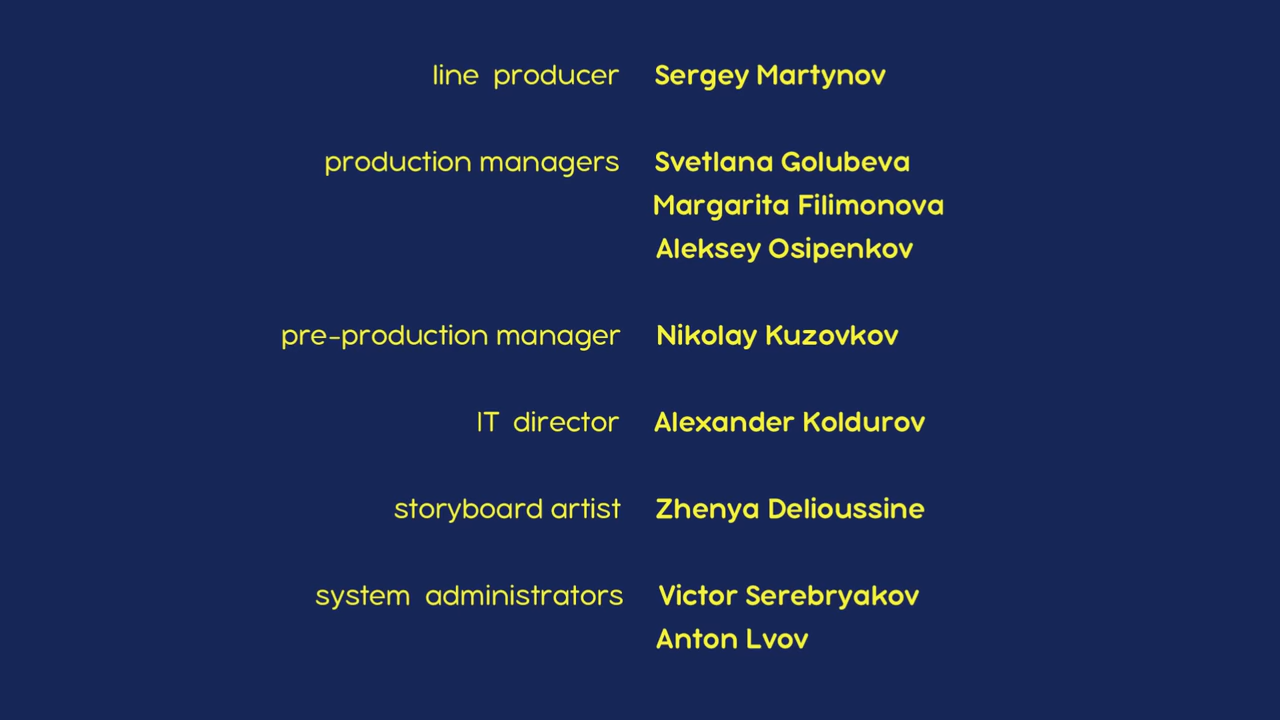 line producer Sergey Martynov
production managers Svetlana Golubeva
Margarita Filimonova
Aleksey Osipenkov
pre-production manager Nikolay Kuzovkov
IT director Alexander Koldurov
storyboard artist Zhenya Delioussine
system administrators Victor Serebryakov
Anton Lvov